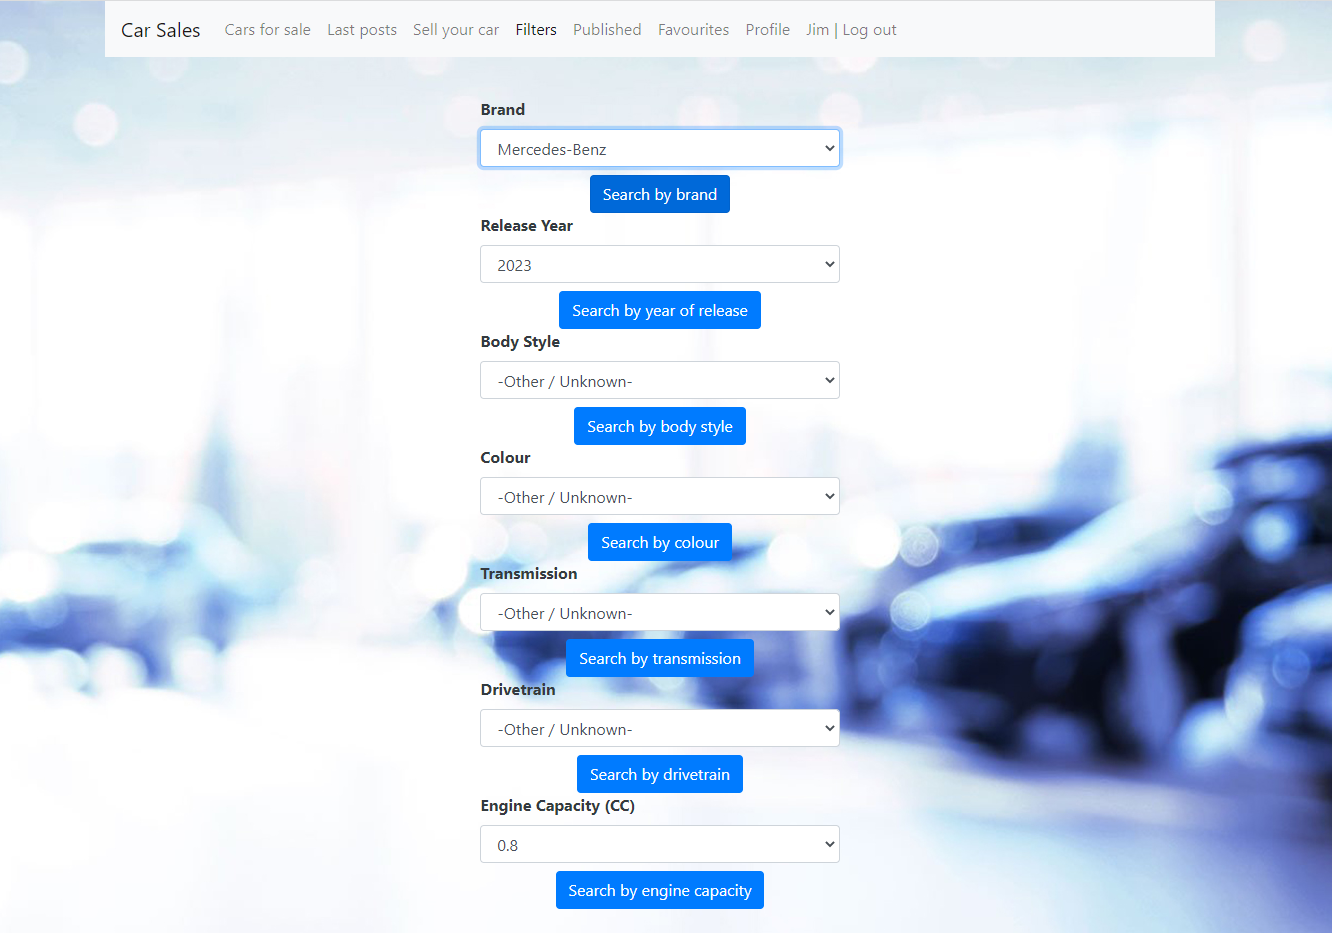 Car Sales Cars for sale Last posts Sell your car Filters Published Favourites Profile Jim | Log out
Brand
Mercedes-Benz
Search by brand
Release Year
2023
Search by year of release
Body Style
-Other / Unknown-
Search by body style
Colour
-Other / Unknown-
Search by colour
Transmission
-Other / Unknown-
Search by transmission
Drivetrain
-Other / Unknown-
Search by drivetrain
Engine Capacity (CC)
0.8
Search by engine capacity